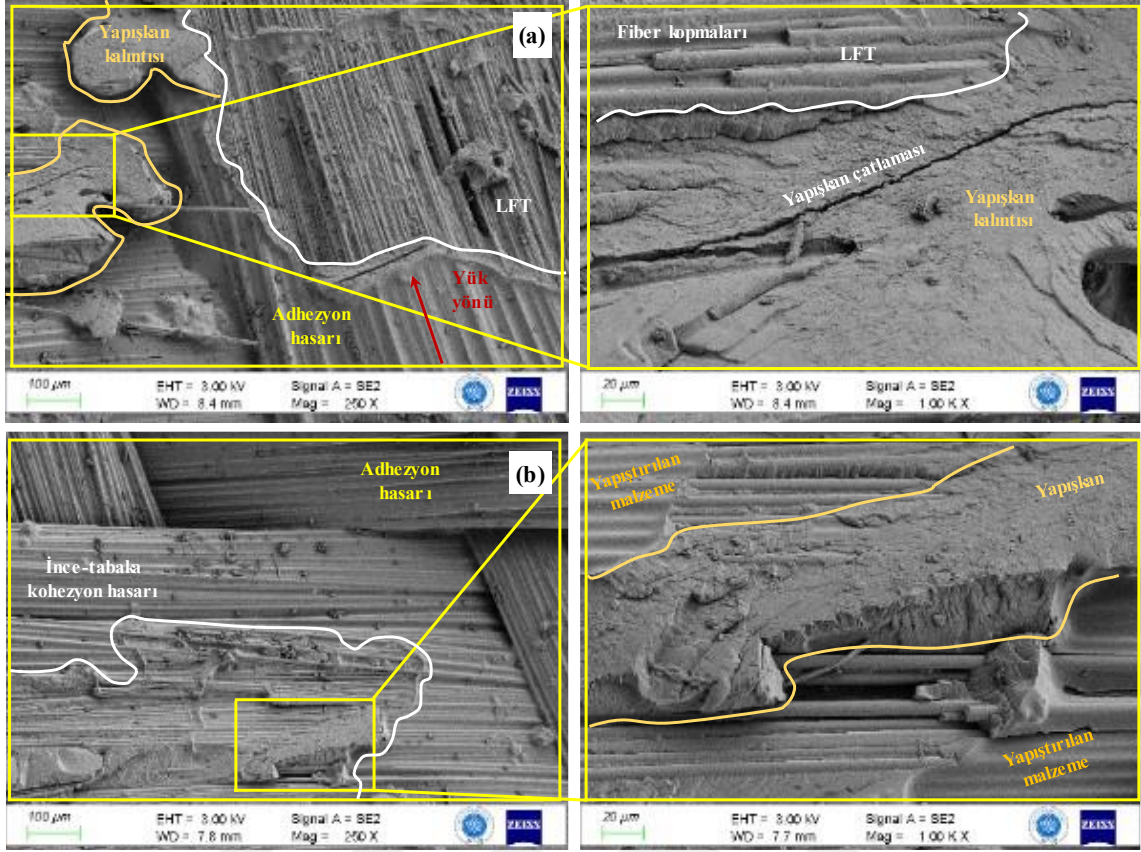 Yapışkan
kalıntısı
(a)
LFT
Yük
yönü
Adhezyon
hasarı
100 µm
EHT = 3.00 kV
WD = 8.4 mm
Signal A = SE2
Mag = 250 X
ZEISS
Fiber kopmaları
LFT
Yapışkan çatlaması
Yapışkan
kalıntısı
20 µm
EHT = 3.00 kV
WD = 8.4 mm
Signal A = SE2
Mag = 1.00 K X
ZEISS
Adhezyon
hasarı
(b)
İnce-tabaka
kohezyon hasarı
100 µm
EHT = 3.00 kV
WD = 7.8 mm
Signal A = SE2
Mag = 250 X
ZEISS
Yapıştırılan
malzeme
Yapışkan
Yapıştırılan
malzeme
20 µm
EHT = 3.00 kV
WD = 7.7 mm
Signal A = SE2
Mag = 1.00 K X
ZEISS